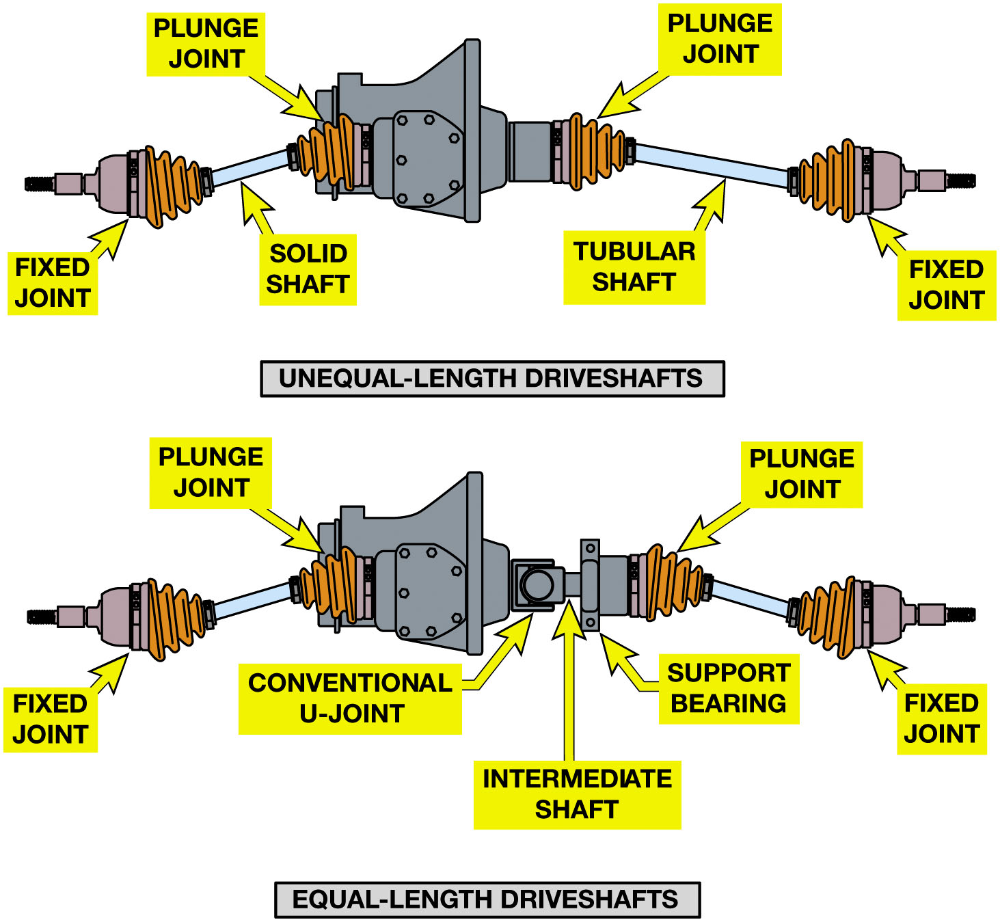 PLUNGE
JOINT
PLUNGE
JOINT
FIXED
JOINT
SOLID
SHAFT
TUBULAR
SHAFT
FIXED
JOINT
UNEQUAL-LENGTH DRIVESHAFTS
PLUNGE
JOINT
PLUNGE
JOINT
FIXED
JOINT
CONVENTIONAL
U-JOINT
SUPPORT
BEARING
FIXED
JOINT
INTERMEDIATE
SHAFT
EQUAL-LENGTH DRIVESHAFTS